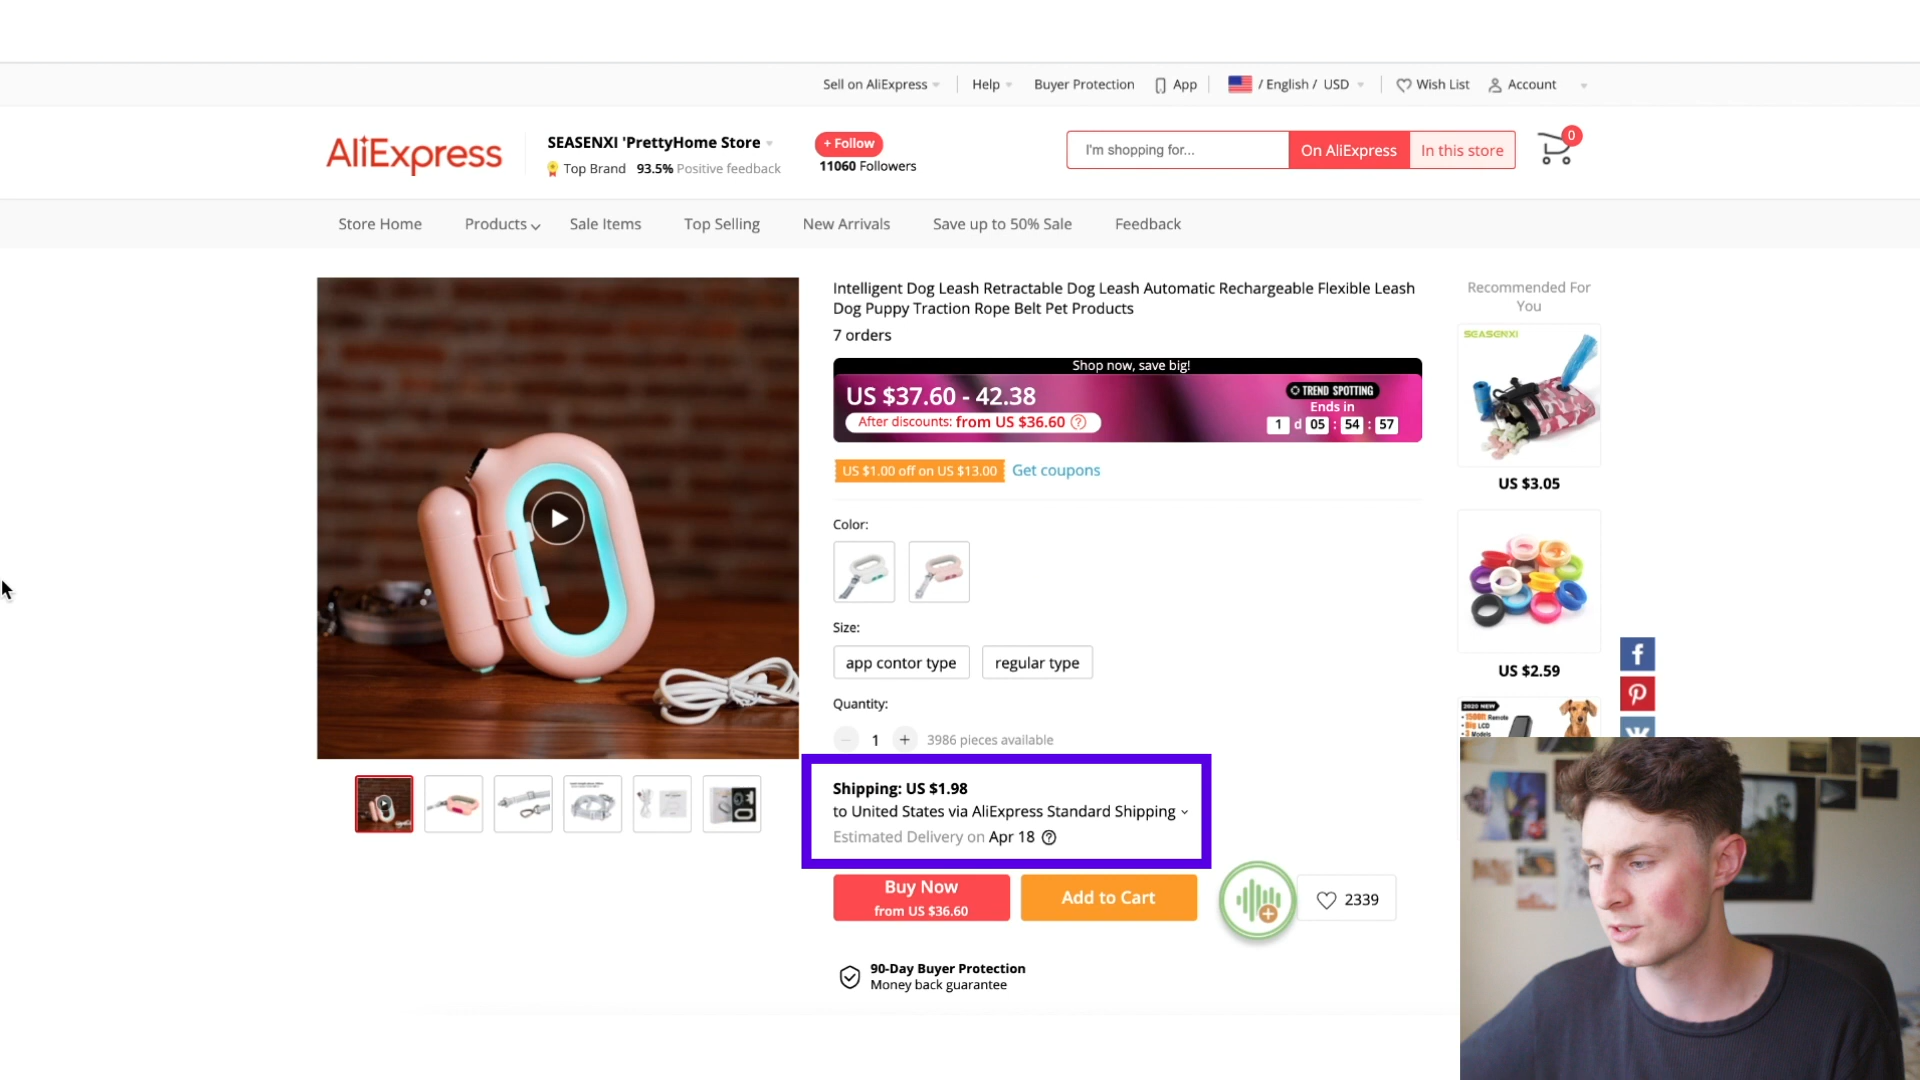 Sell on AliExpress
Help
Buyer Protection
App
/ English / USD
Wish List
Account
AliExpress
SEASENXI 'PrettyHome Store
Top Brand 93.5% Positive feedback
+ Follow
11060 Followers
I'm shopping for...
On AliExpress
In this store
0
Store Home
Products
Sale Items
Top Selling
New Arrivals
Save up to 50% Sale
Feedback
Intelligent Dog Leash Retractable Dog Leash Automatic Rechargeable Flexible Leash
Dog Puppy Traction Rope Belt Pet Products
7 orders
Shop now, save big!
US $37.60 - 42.38
After discounts: from US $36.60 ?
TREND SPOTTING
Ends in
1 d 05 : 54 : 57
US $1.00 off on US $13.00
Get coupons
Color:
Size:
app contor type
regular type
Quantity:
1 +
3986 pieces available
Shipping: US $1.98
to United States via AliExpress Standard Shipping
Estimated Delivery on Apr 18 ?
Buy Now
from US $36.60
Add to Cart
2339
90-Day Buyer Protection
Money back guarantee
Recommended For
You
SEASENXI
US $3.05
US $2.59
2020 NEW
Remote
Big LCD
3 Models